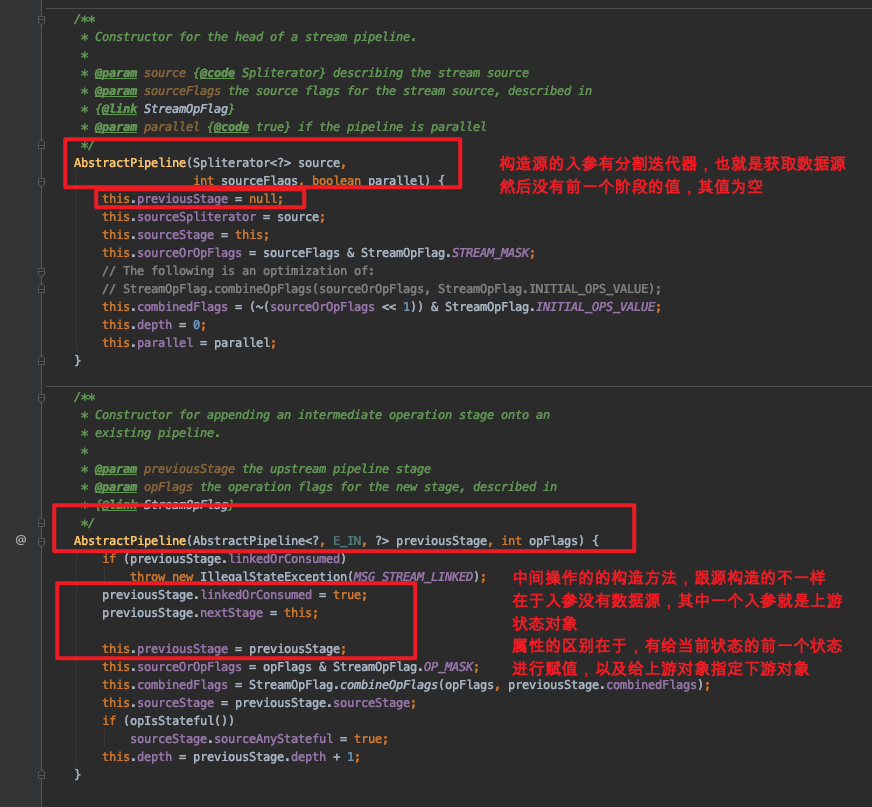 /**
* Constructor for the head of a stream pipeline.
*
* @param source {@code Spliterator} describing the stream source
* @param sourceFlags the source flags for the stream source, described in
* {@link StreamOpFlag}
* @param parallel {@code true} if the pipeline is parallel
*/
AbstractPipeline(Spliterator<?> source,
int sourceFlags, boolean parallel) {
this.previousStage = null;
this.sourceSpliterator = source;
this.sourceStage = this;
this.sourceOrOpFlags = sourceFlags & StreamOpFlag.STREAM_MASK;
// The following is an optimization of:
// StreamOpFlag.combineOpFlags(sourceOrOpFlags, StreamOpFlag.INITIAL_OPS_VALUE);
this.combinedFlags = (~(sourceOrOpFlags << 1)) & StreamOpFlag.INITIAL_OPS_VALUE;
this.depth = 0;
this.parallel = parallel;
}
构造源的入参有分割迭代器，也就是获取数据源
然后没有前一个阶段的值，其值为空
/**
* Constructor for appending an intermediate operation stage onto an
* existing pipeline.
*
* @param previousStage the upstream pipeline stage
* @param opFlags the operation flags for the new stage, described in
* {@link StreamOpFlag}
*/
@
AbstractPipeline(AbstractPipeline<?, E_IN, ?> previousStage, int opFlags) {
if (previousStage.linkedOrConsumed)
throw new IllegalStateException(MSG_STREAM_LINKED);
previousStage.linkedOrConsumed = true;
previousStage.nextStage = this;
this.previousStage = previousStage;
this.sourceOrOpFlags = opFlags & StreamOpFlag.OP_MASK;
this.combinedFlags = StreamOpFlag.combineOpFlags(opFlags, previousStage.combinedFlags);
this.sourceStage = previousStage.sourceStage;
if (opIsStateful())
sourceStage.sourceAnyStateful = true;
this.depth = previousStage.depth + 1;
}
中间操作的的构造方法，跟源构造的不一样
在于入参没有数据源，其中一个入参就是上游
状态对象
属性的区别在于，有给当前状态的前一个状态
进行赋值，以及给上游对象指定下游对象